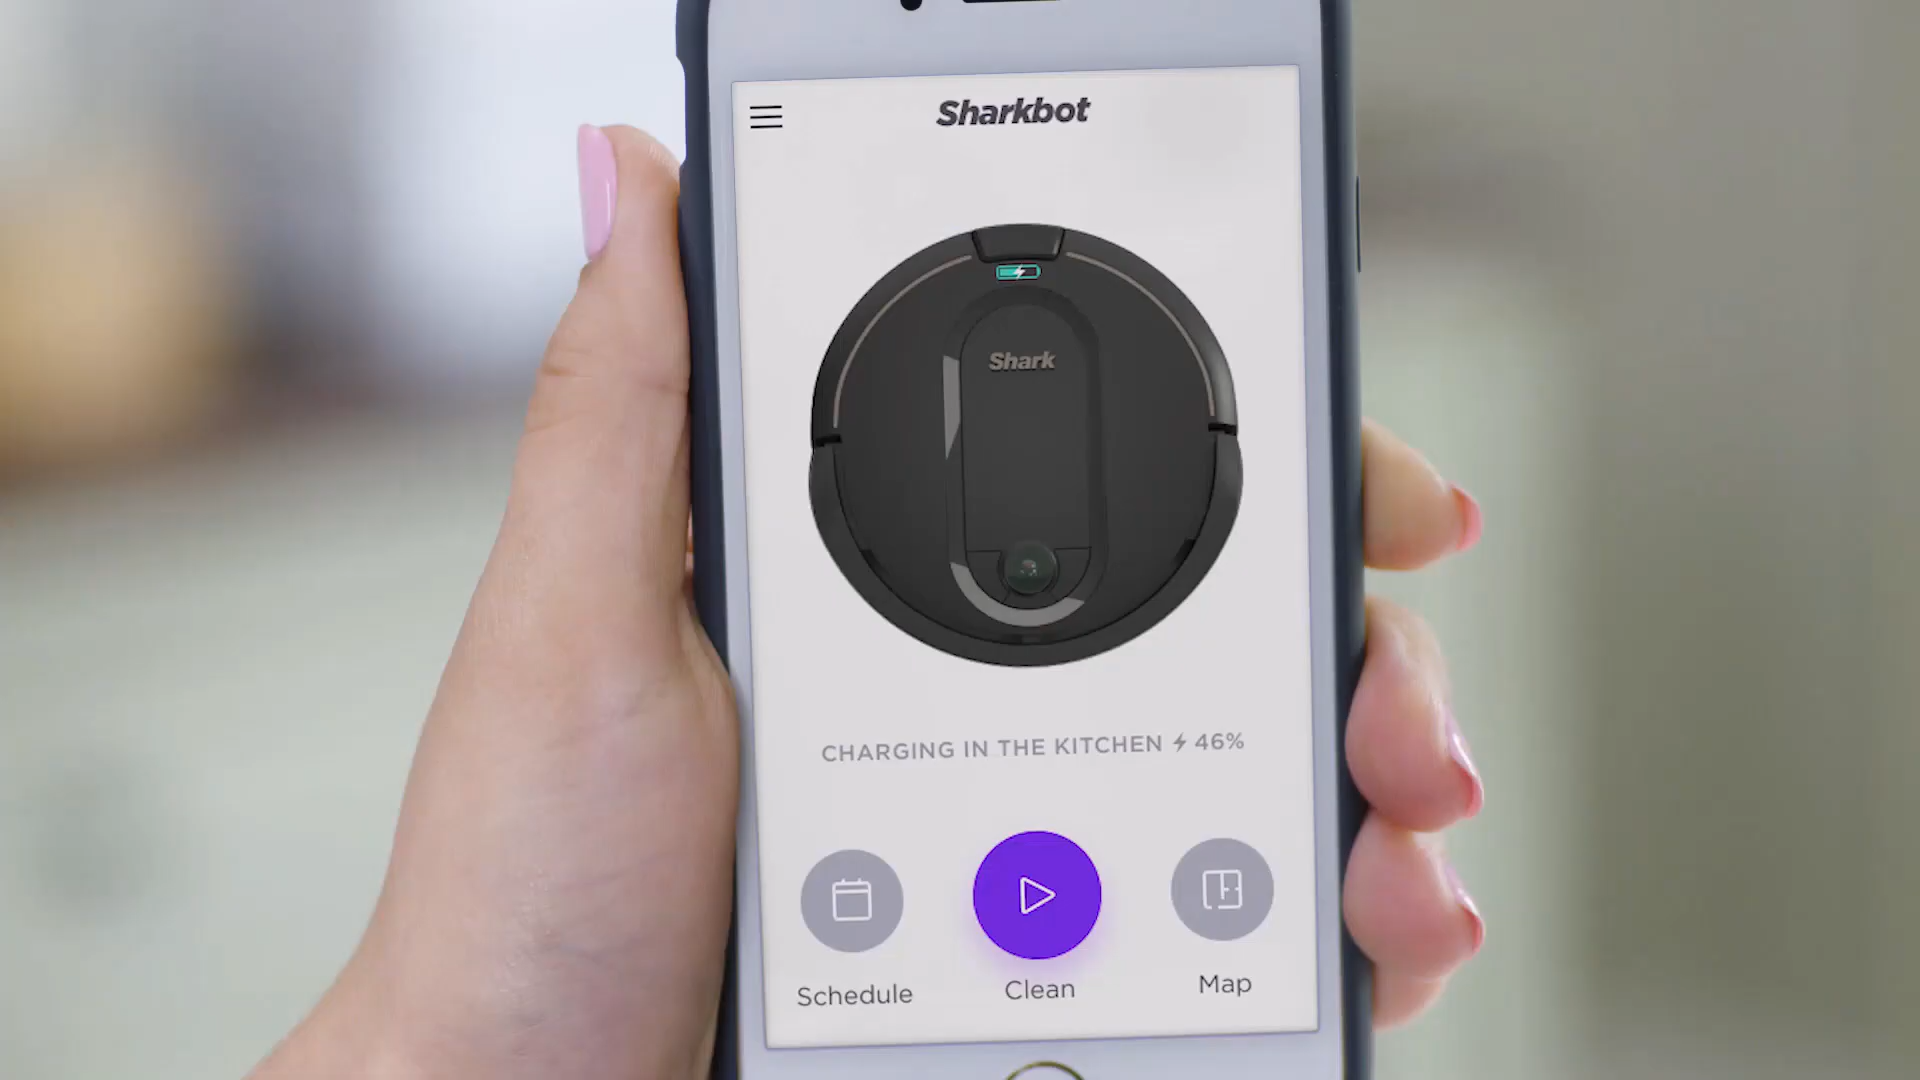 Sharkbot
Shark
CHARGING IN THE KITCHEN 46%
Schedule
Clean
Map